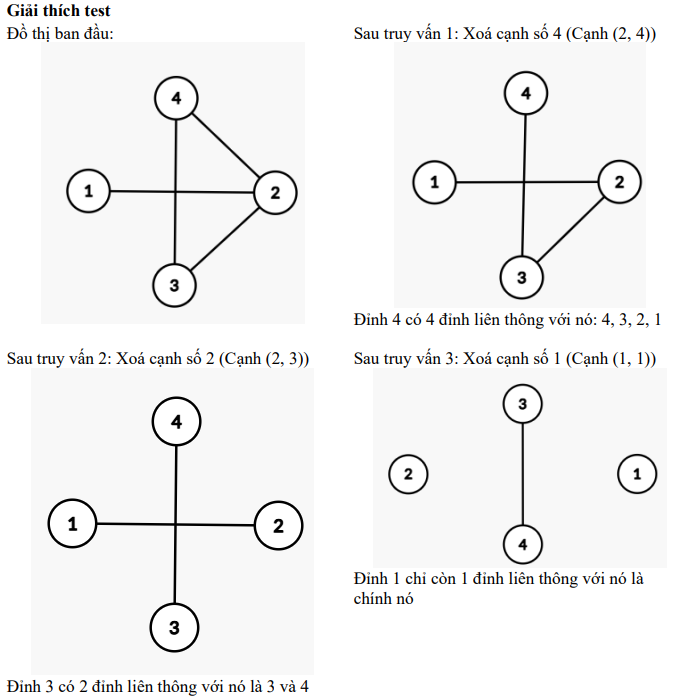 Giải thích test
Đồ thị ban đầu:
4
1
2
3
Sau truy vấn 1: Xoá cạnh số 4 (Cạnh (2, 4))
4
1
2
3
Đỉnh 4 có 4 đỉnh liên thông với nó: 4, 3, 2, 1
Sau truy vấn 2: Xoá cạnh số 2 (Cạnh (2, 3))
4
1
2
3
Đỉnh 3 có 2 đỉnh liên thông với nó là 3 và 4
Sau truy vấn 3: Xoá cạnh số 1 (Cạnh (1, 1))
3
2
1
4
Đỉnh 1 chỉ còn 1 đỉnh liên thông với nó là
chính nó